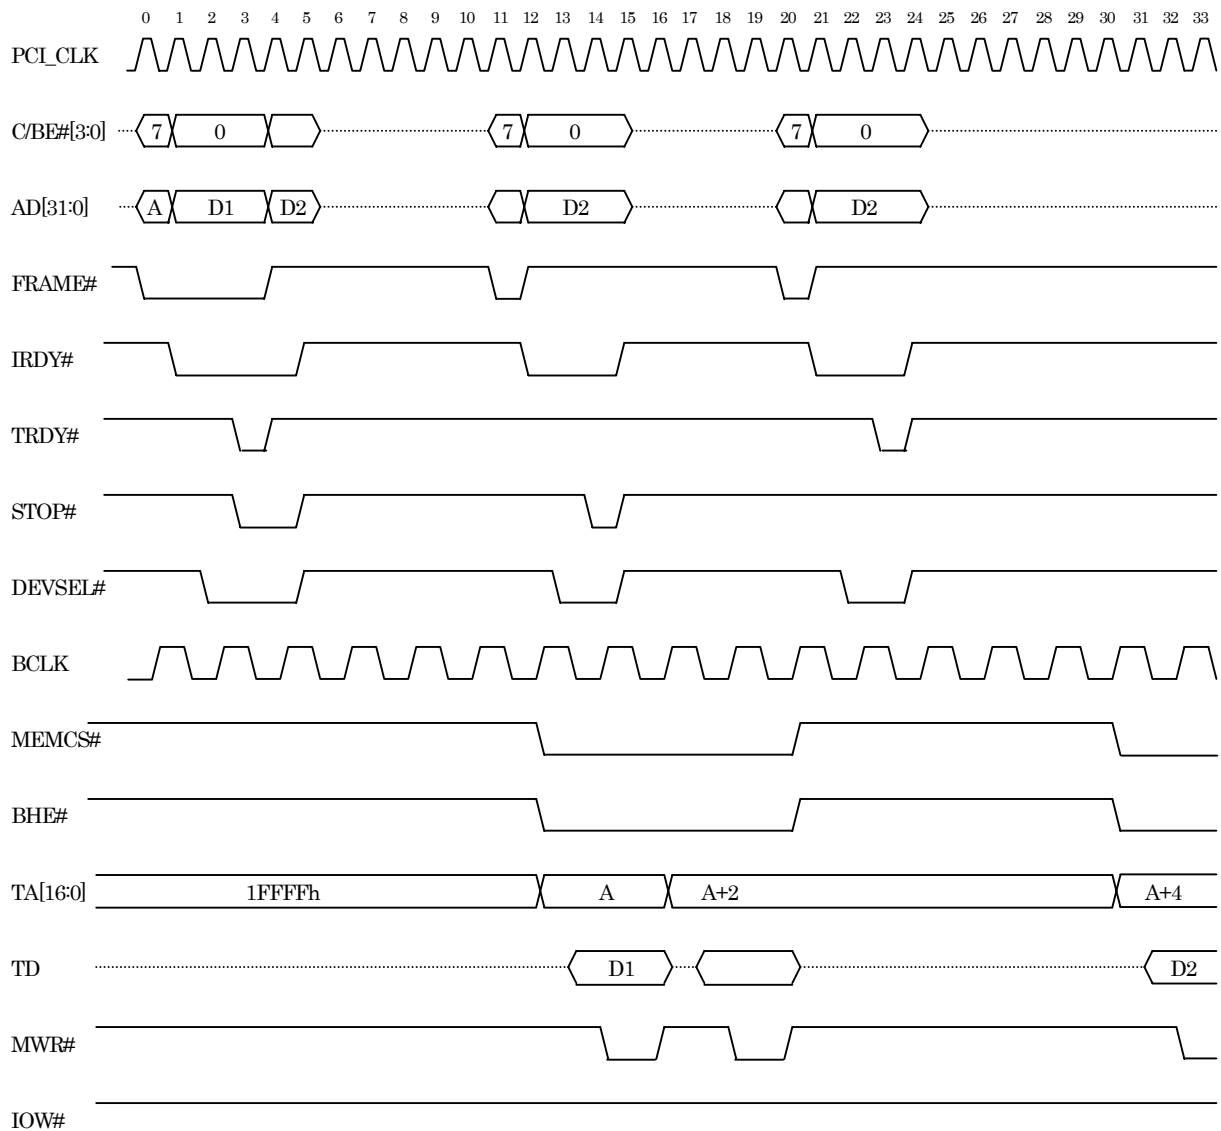 0 1 2 3 4 5 6 7 8 9 10 11 12 13 14 15 16 17 18 19 20 21 22 23 24 25 26 27 28 29 30 31 32 33
PCI_CLK
C/BE#[3:0] 7 0 7 0 7 0
AD[31:0] A D1 D2 D2 D2
FRAME#
IRDY#
TRDY#
STOP#
DEVSEL#
BCLK
MEMCS#
BHE#
TA[16:0] 1FFFFh A A+2 A+4
TD D1 D2
MWR#
IOW#